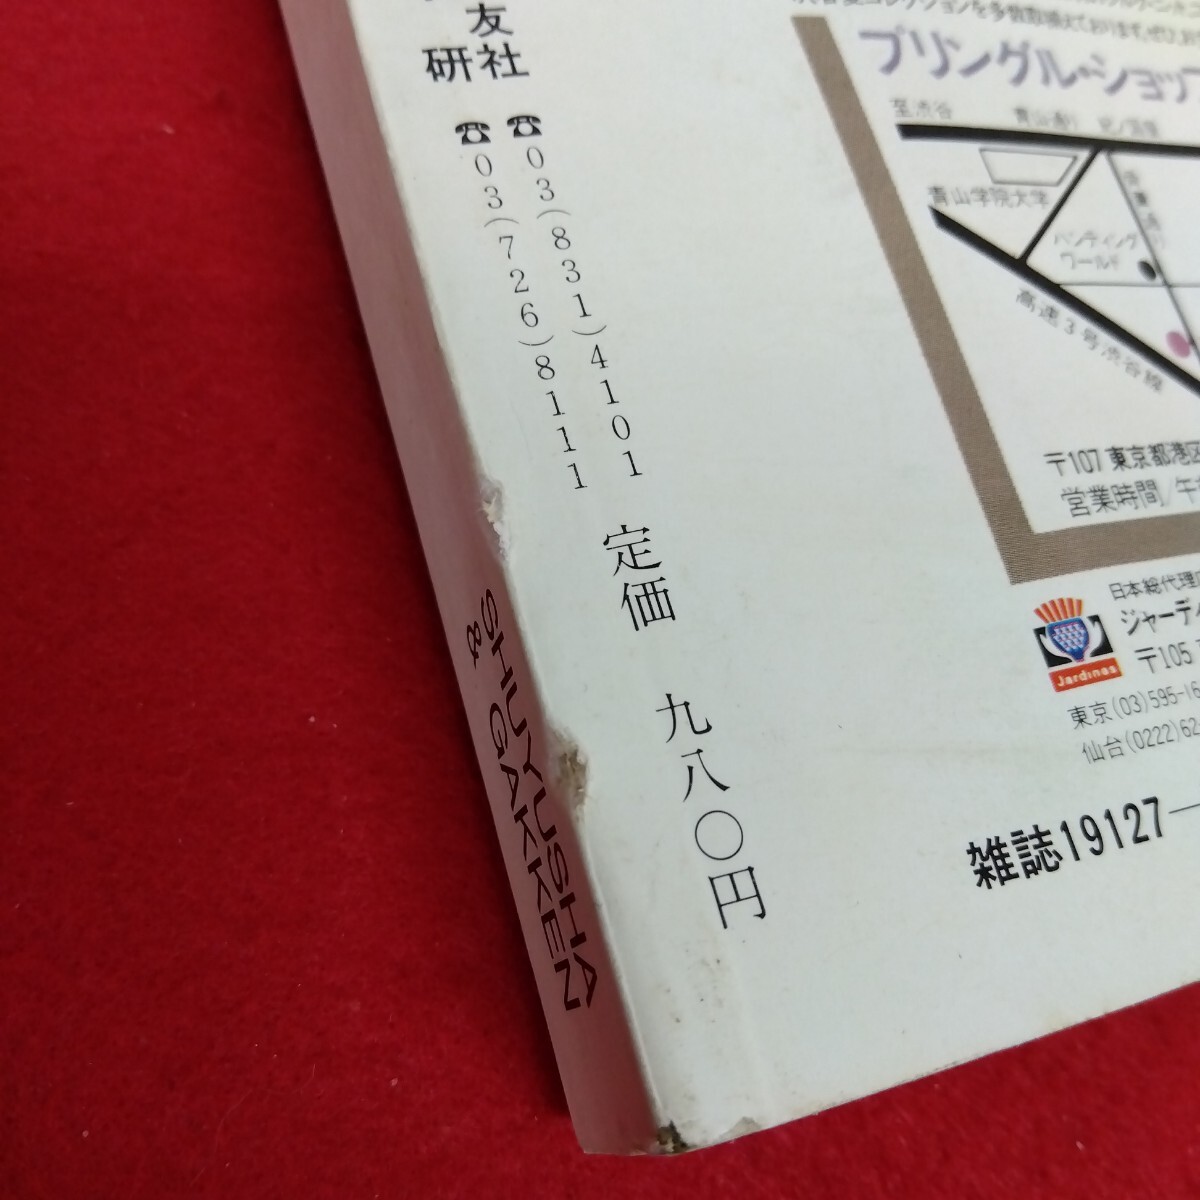 友社
☎03(831)4101 定価 九八〇円
研
☎03(726)8111
SHUYUSHA
& GAKKEN
プリングル・ショップ
至渋谷
青山通り
青山学院大学
ハンティング
ワールド
高速3号渋谷線
〒107 東京都港区
営業時間/午
日本総代理店
ジャーディ
〒105
Jardines
東京(03)595-(6
仙台(0222)62
雑誌19127—